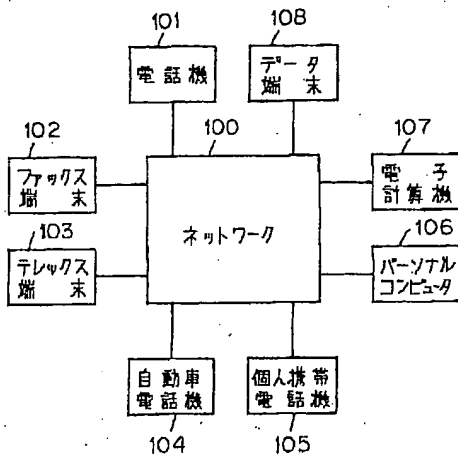 101
電話機
108
データ
端末
102
ファックス
端末
100
ネットワーク
107
電子
計算機
103
テレックス
端末
106
パーソナル
コンピュータ
自動車
電話機
104
個人携帯
電話機
105